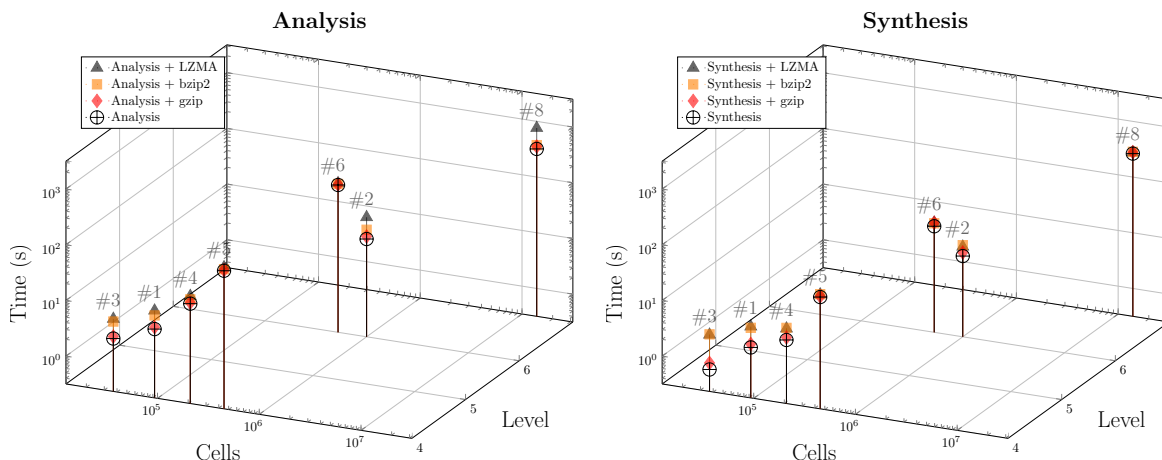 Analysis
Analysis + LZMA
Analysis + bzip2
Analysis + gzip
Analysis
#8
#6
#2
#5
#4
#1
#3
10³
10²
10¹
10⁰
Time (s)
10⁵
10⁶
10⁷
Cells
4
5
6
Level
Synthesis
Synthesis + LZMA
Synthesis + bzip2
Synthesis + gzip
Synthesis
#8
#6
#2
#5
#4
#1
#3
10³
10²
10¹
10⁰
Time (s)
10⁵
10⁶
10⁷
Cells
4
5
6
Level